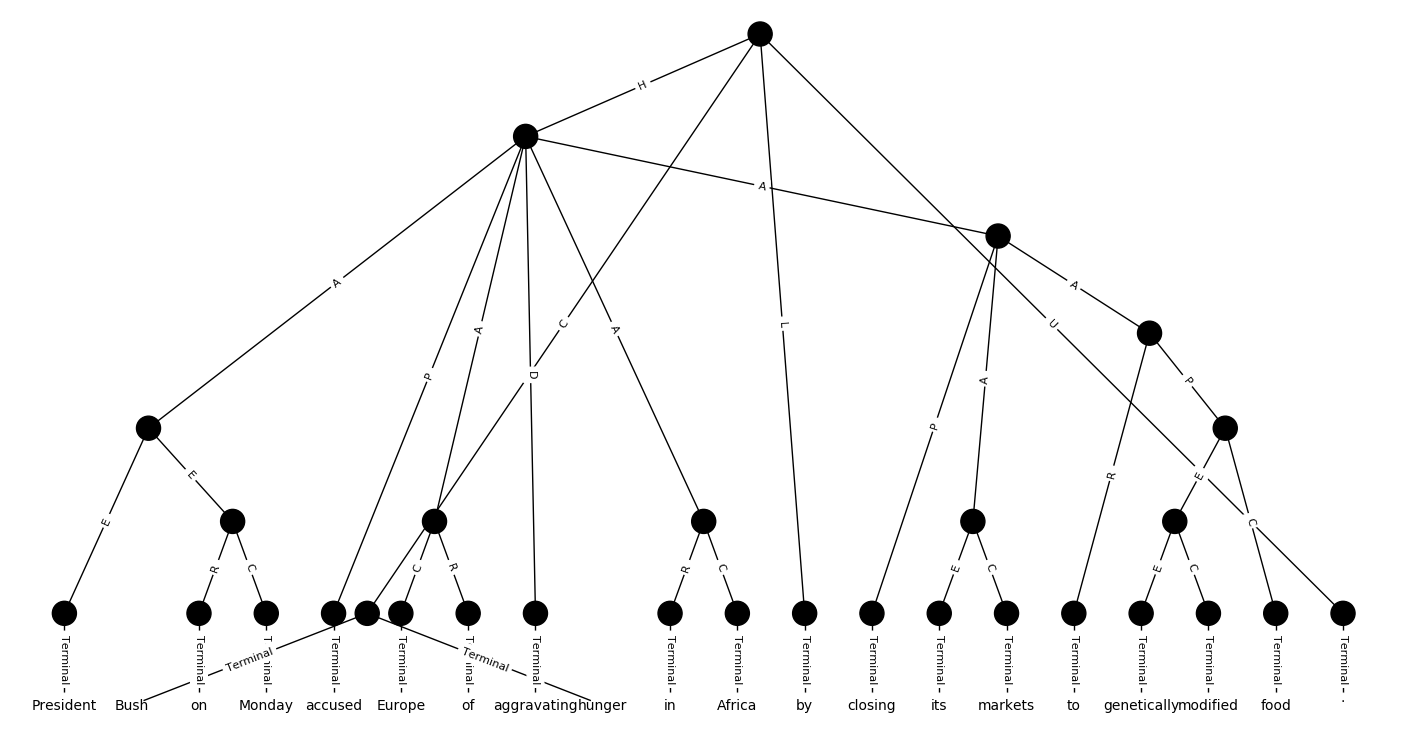 H
A
A
C
P
A
D
A
L
U
A
P
A
R
P
E
E
R
C
C
R
R
C
E
C
E
C
E
C
Terminal Terminal Terminal Terminal Terminal Terminal Terminal Terminal Terminal Terminal Terminal Terminal Terminal Terminal Terminal Terminal Terminal Terminal Terminal Terminal
President Bush on Monday accused Europe of aggravating hunger in Africa by closing its markets to genetically modified food .